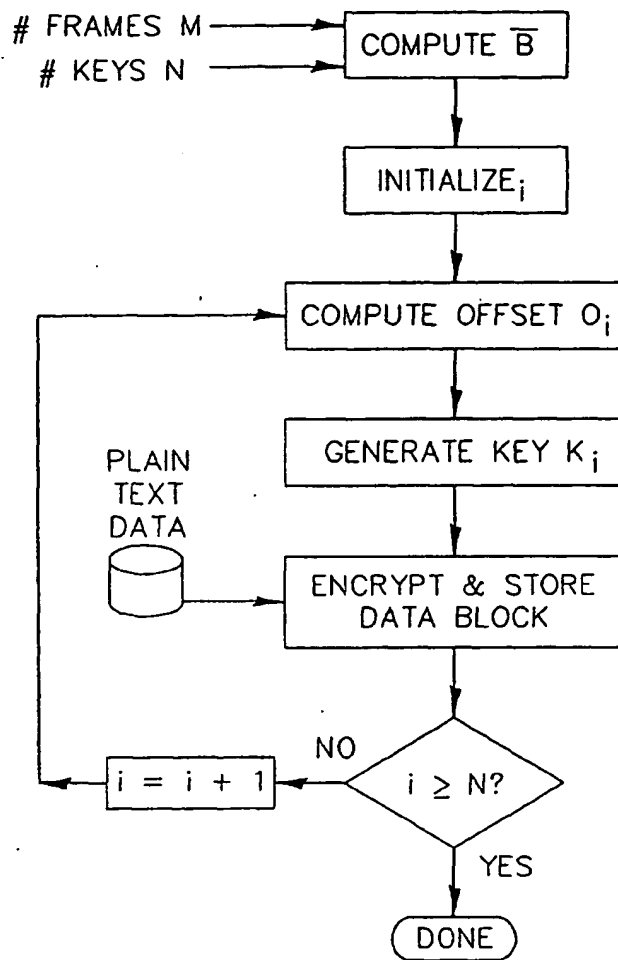 # FRAMES M
# KEYS N
COMPUTE B̅
INITIALIZEᵢ
COMPUTE OFFSET Oᵢ
GENERATE KEY Kᵢ
PLAIN
TEXT
DATA
ENCRYPT & STORE
DATA BLOCK
NO
i = i + 1
i ≥ N?
YES
DONE